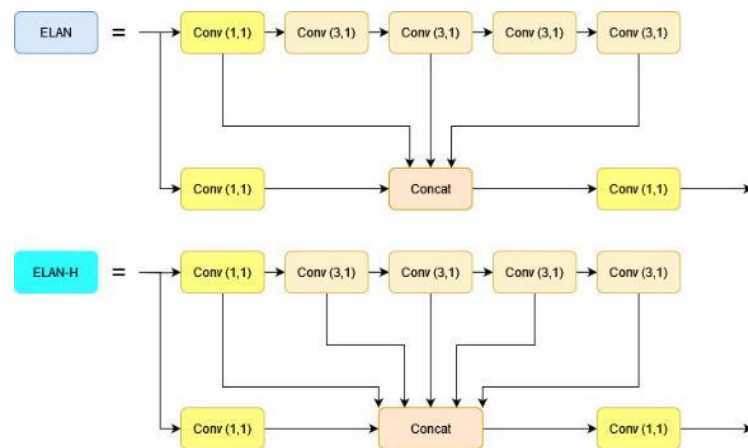 ELAN = Conv (1,1) Conv (3,1) Conv (3,1) Conv (3,1) Conv (3,1)
Conv (1,1) Concat Conv (1,1)
ELAN-H = Conv (1,1) Conv (3,1) Conv (3,1) Conv (3,1) Conv (3,1)
Conv (1,1) Concat Conv (1,1)